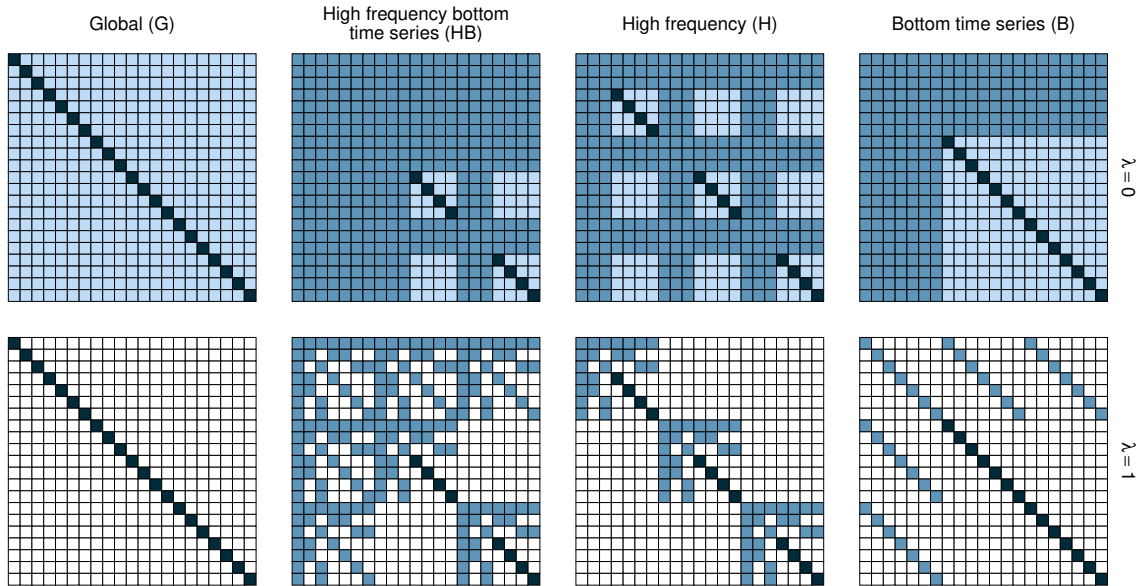 Global (G)
High frequency bottom
time series (HB)
High frequency (H)
Bottom time series (B)
λ = 0
λ = 1